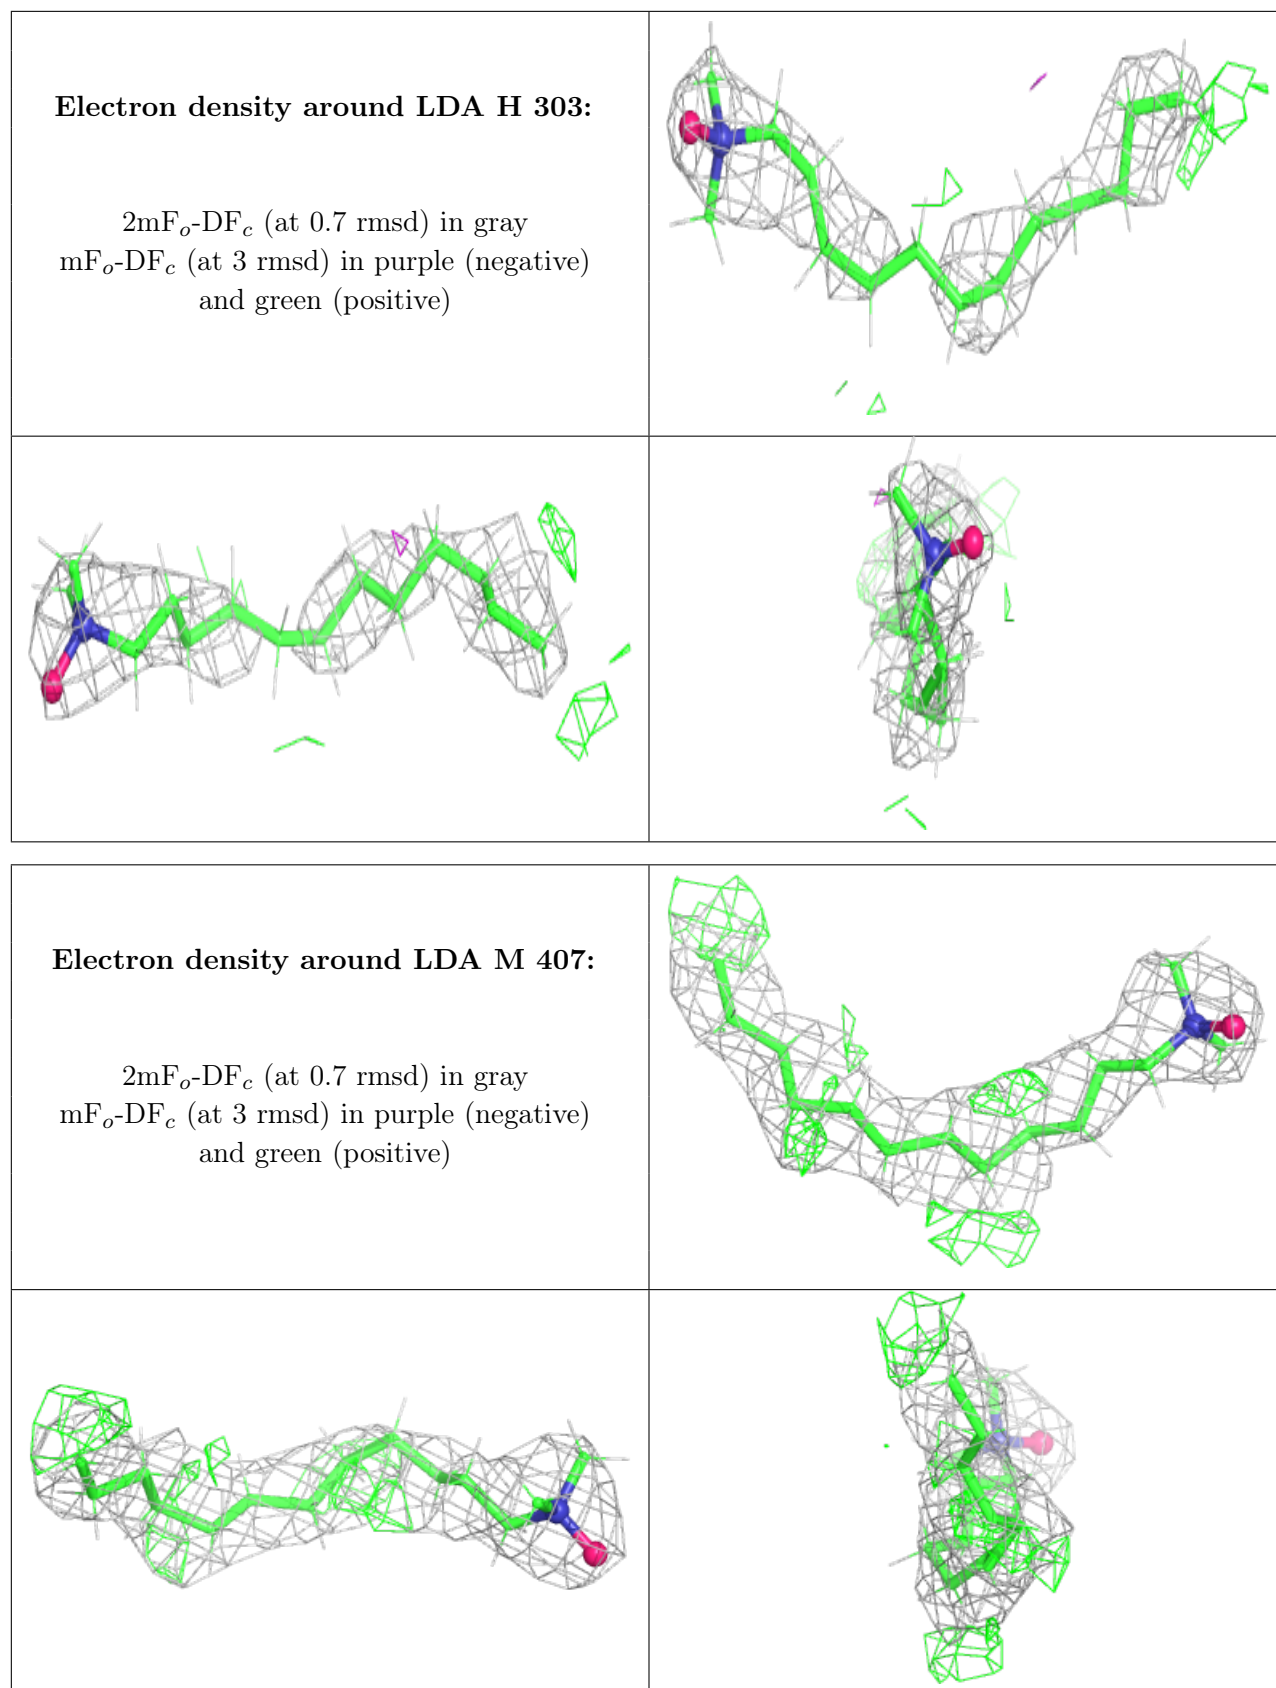 Electron density around LDA H 303:
2mFo-DFc (at 0.7 rmsd) in gray
mFo-DFc (at 3 rmsd) in purple (negative)
and green (positive)
Electron density around LDA M 407:
2mFo-DFc (at 0.7 rmsd) in gray
mFo-DFc (at 3 rmsd) in purple (negative)
and green (positive)